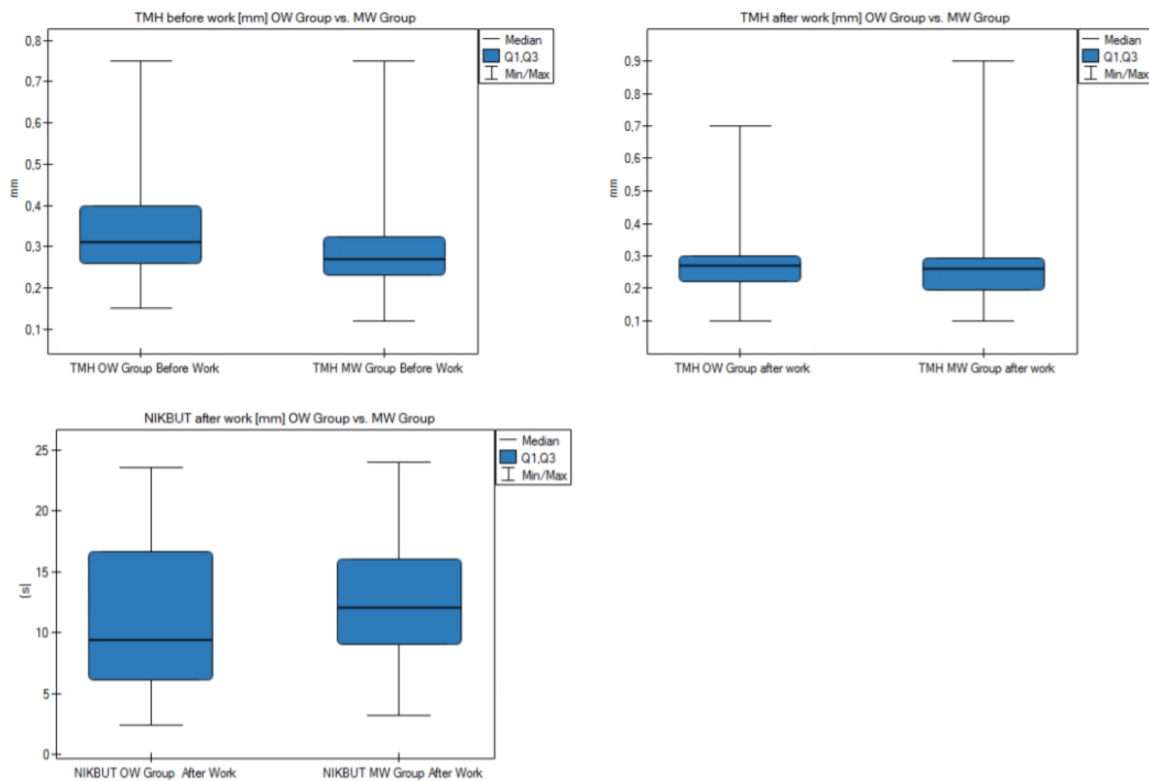 TMH before work [mm] OW Group vs. MW Group
Median
Q1,Q3
Min/Max
0,8
0,7
0,6
0,5
0,4
0,3
0,2
0,1
mm
TMH OW Group Before Work
TMH MW Group Before Work
TMH after work [mm] OW Group vs. MW Group
Median
Q1,Q3
Min/Max
0,9
0,8
0,7
0,6
0,5
0,4
0,3
0,2
0,1
mm
TMH OW Group after work
TMH MW Group after work
NIKBUT after work [mm] OW Group vs. MW Group
Median
Q1,Q3
Min/Max
25
20
15
10
5
0
[s]
NIKBUT OW Group After Work
NIKBUT MW Group After Work